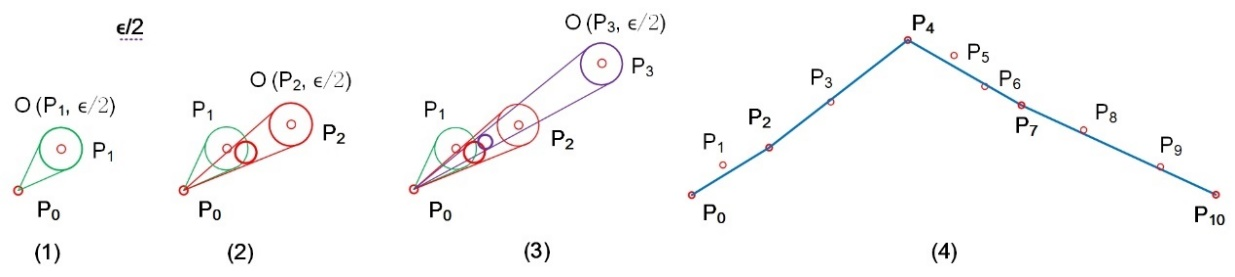 ϵ/2
O (P₁, ϵ/2)
P₁
P₀
(1)
O (P₂, ϵ/2)
P₁
P₂
P₀
(2)
O (P₃, ϵ/2)
P₃
P₁
P₂
P₀
(3)
P₄
P₅
P₃
P₆
P₇
P₂
P₈
P₁
P₉
P₀
P₁₀
(4)